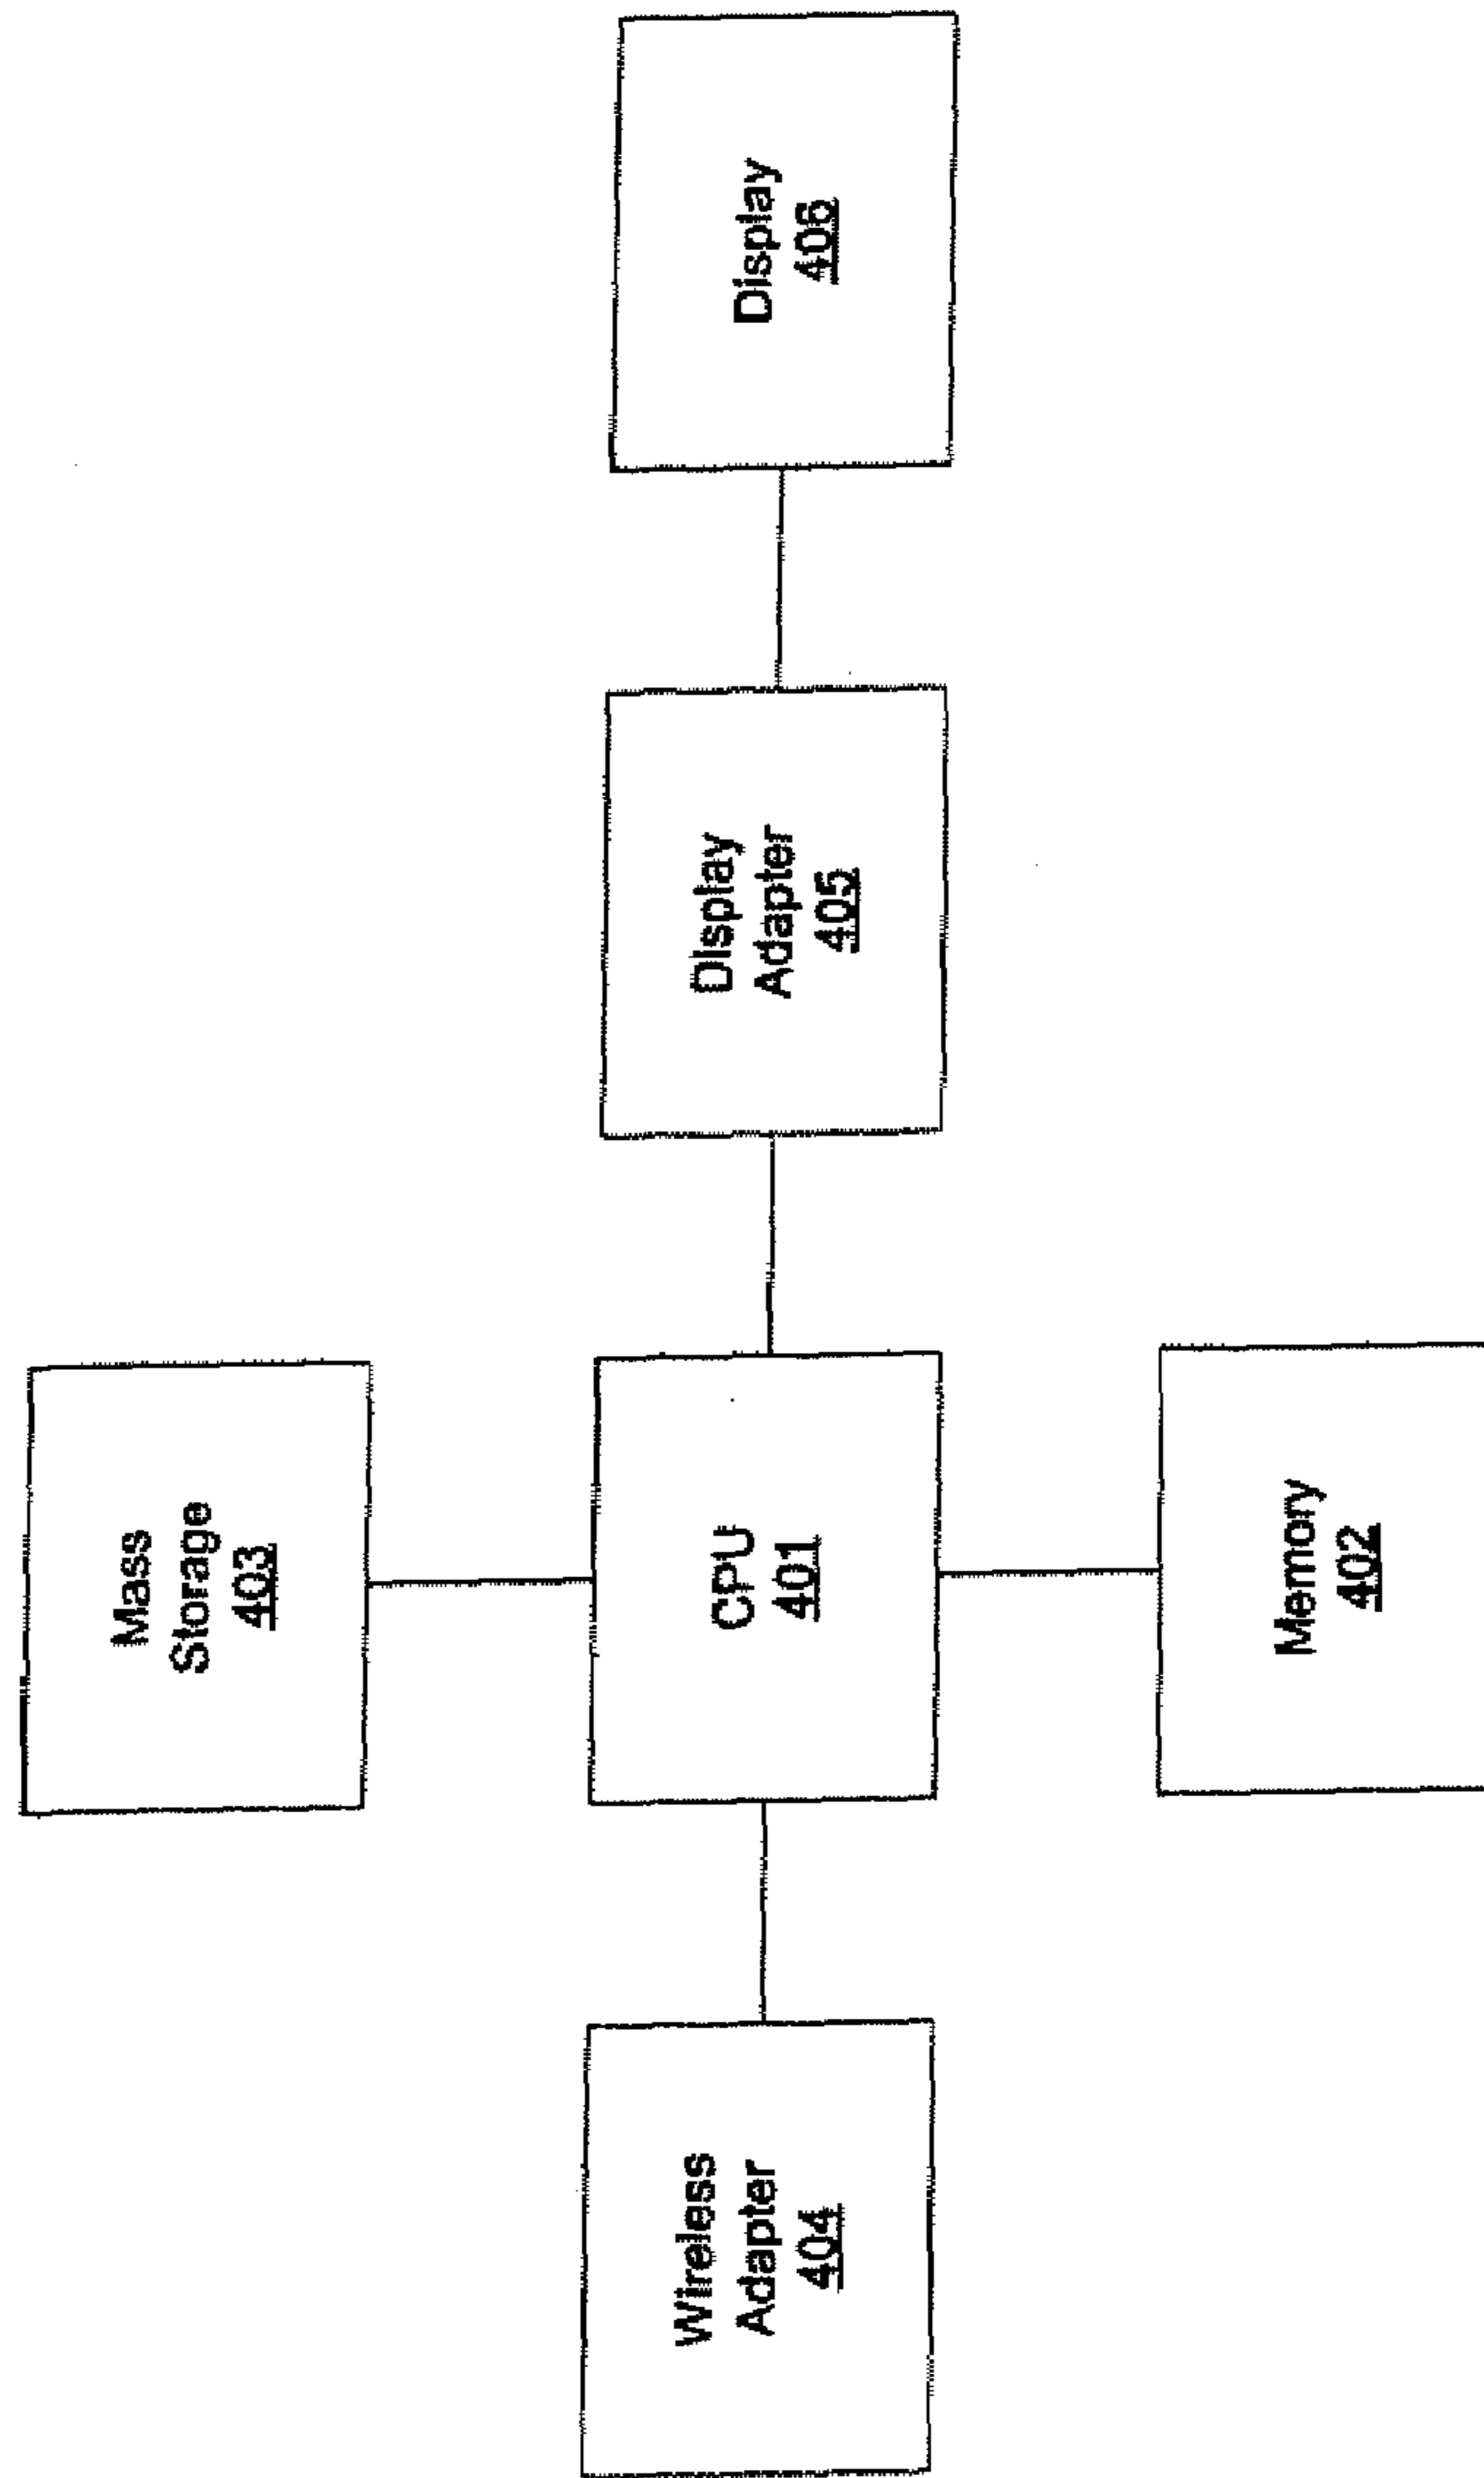 Mass
Storage
403
Wireless
Adapter
404
CPU
401
Display
Adapter
405
Display
406
Memory
402